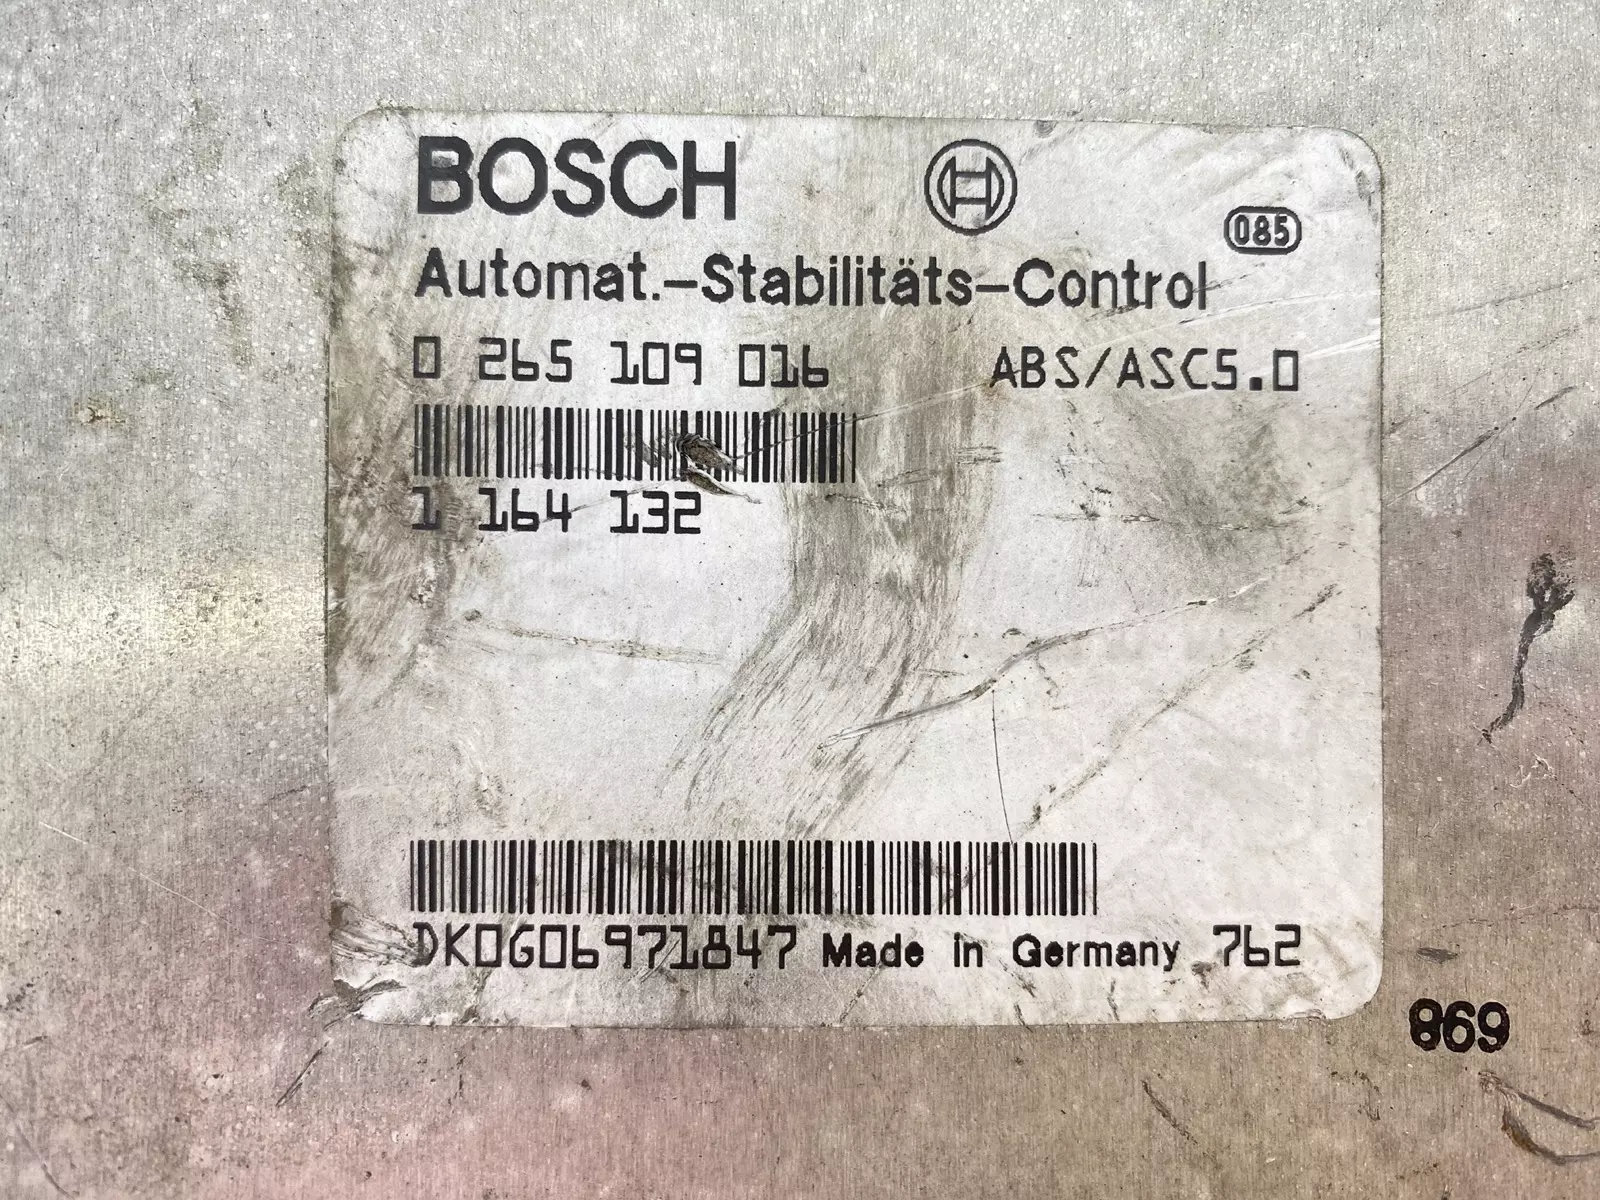 BOSCH
085
Automat.-Stabilitäts-Control
0 265 109 016 ABS/ASC5.0
1 164 132
DK0G06971847 Made in Germany 762
869